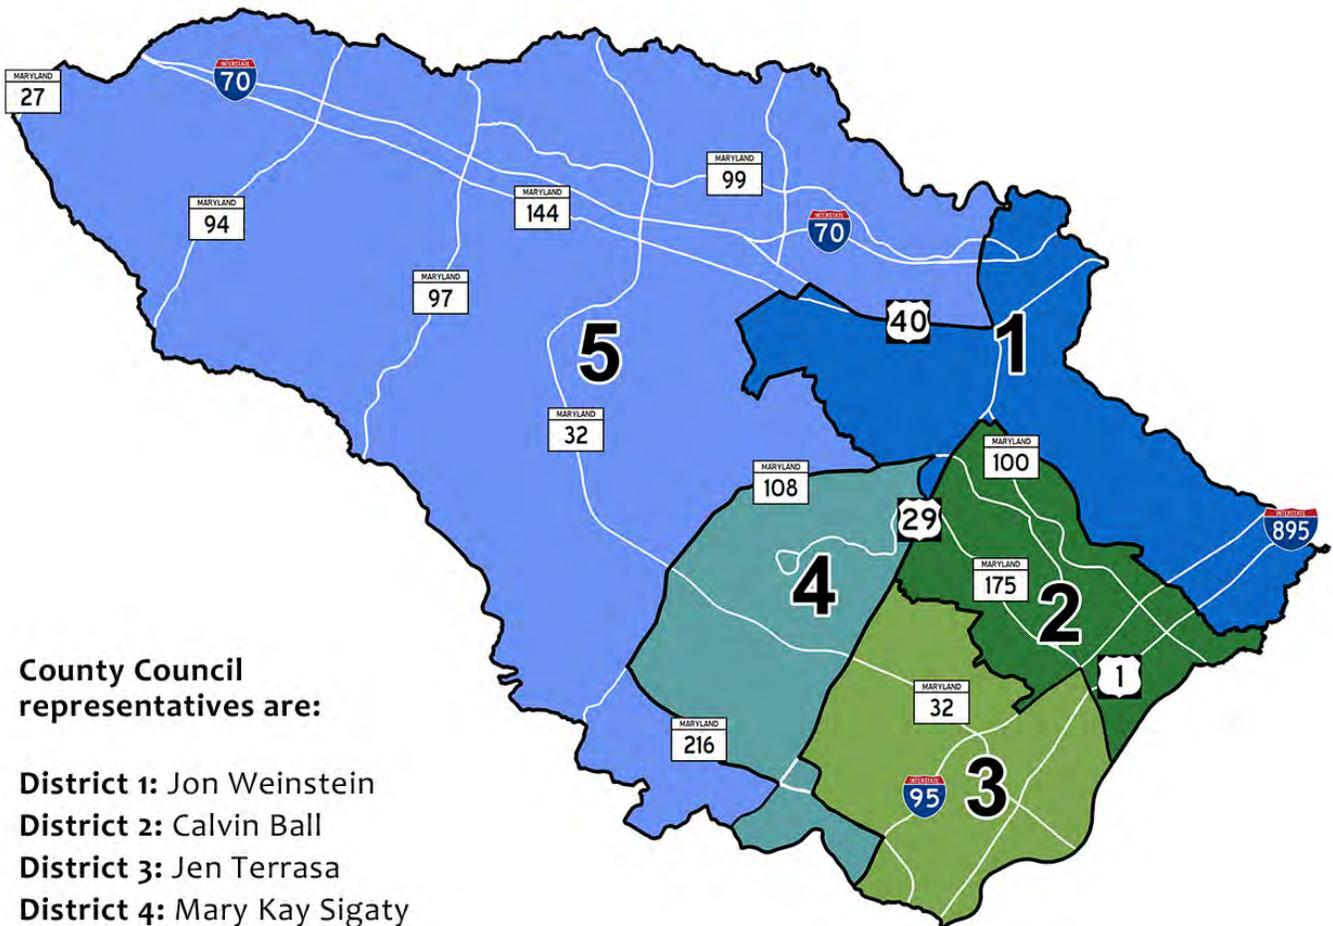 MARYLAND
27
INTERSTATE
70
MARYLAND
94
MARYLAND
97
MARYLAND
144
MARYLAND
99
INTERSTATE
70
40
1
5
MARYLAND
32
MARYLAND
108
MARYLAND
100
29
INTERSTATE
895
4
MARYLAND
175
2
1
MARYLAND
32
MARYLAND
216
INTERSTATE
95
3
County Council
representatives are:
District 1: Jon Weinstein
District 2: Calvin Ball
District 3: Jen Terrasa
District 4: Mary Kay Sigaty